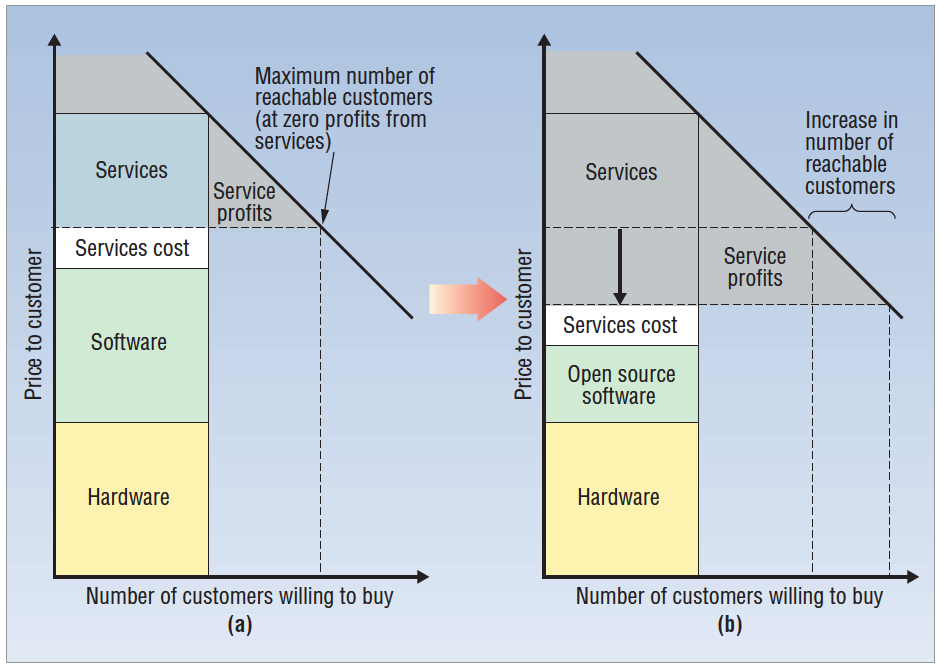 Maximum number of
reachable customers
(at zero profits from
services)
Services
Service
profits
Services cost
Software
Hardware
Price to customer
Number of customers willing to buy
(a)
Increase in
number of
reachable
customers
Services
Service
profits
Services cost
Open source
software
Hardware
Price to customer
Number of customers willing to buy
(b)